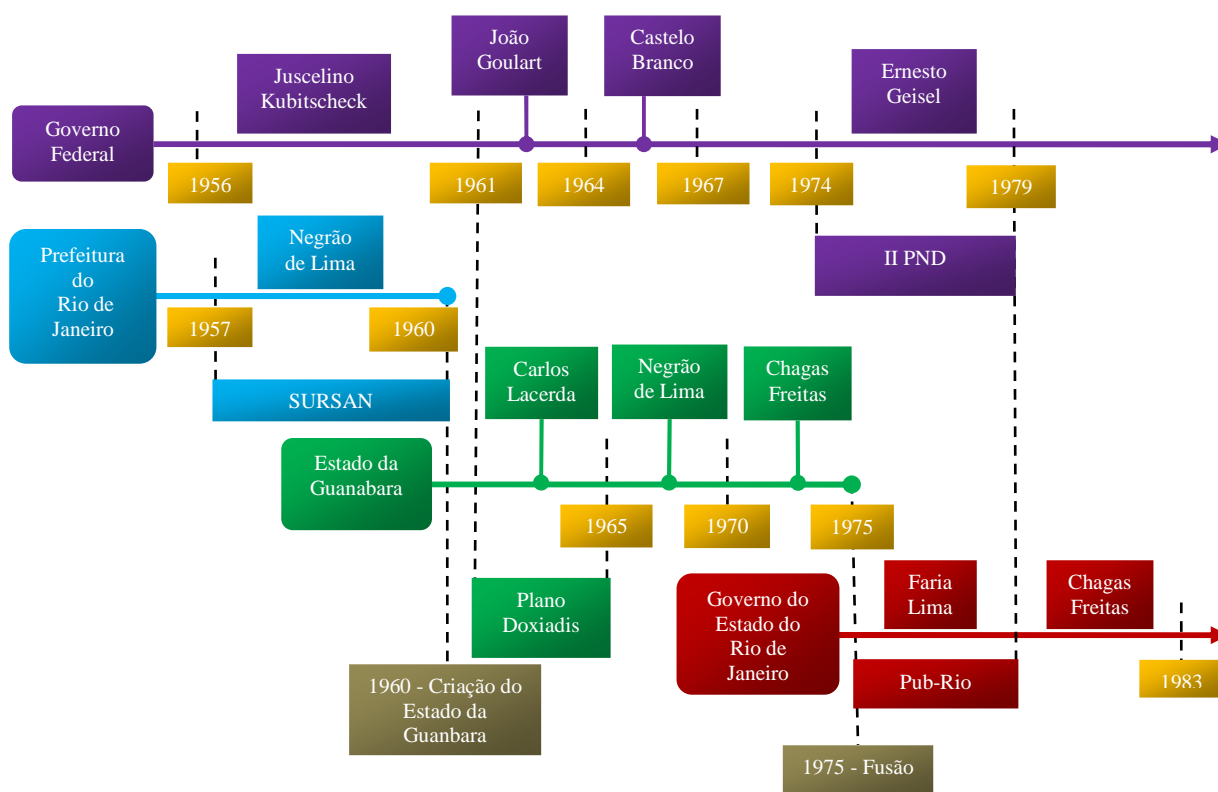 João
Goulart
Castelo
Branco
Juscelino
Kubitscheck
Ernesto
Geisel
Governo
Federal
1956
1961
1964
1967
1974
1979
Prefeitura
do
Rio de
Janeiro
Negrão
de Lima
II PND
1957
1960
SURSAN
Carlos
Lacerda
Negrão
de Lima
Chagas
Freitas
Estado da
Guanabara
1965
1970
1975
Plano
Doxiadis
Governo do
Estado do
Rio de
Janeiro
Faria
Lima
Chagas
Freitas
Pub-Rio
1983
1960 - Criação do
Estado da
Guanbara
1975 - Fusão